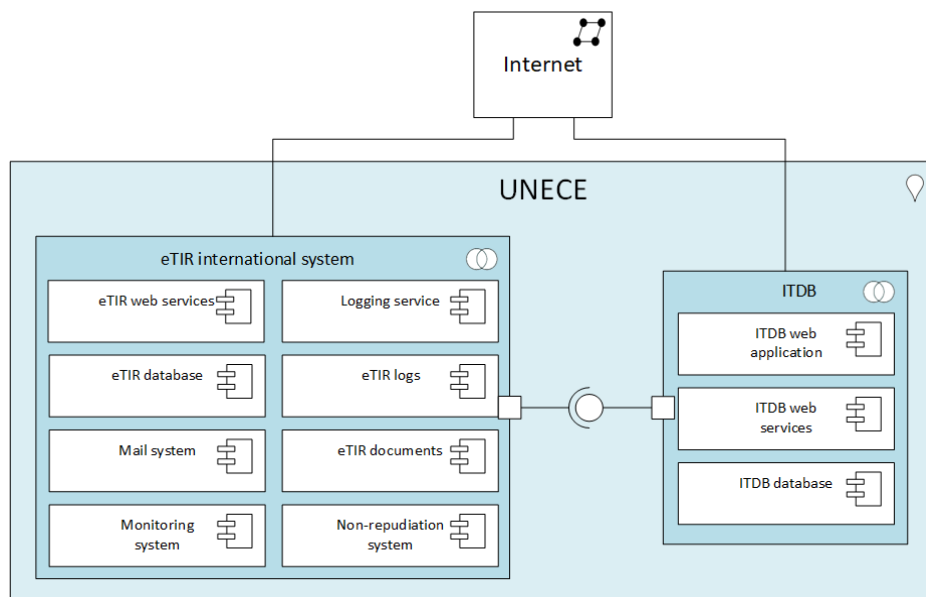 Internet
UNECE
eTIR international system
eTIR web services
Logging service
eTIR database
eTIR logs
Mail system
eTIR documents
Monitoring
system
Non-repudiation
system
ITDB
ITDB web
application
ITDB web
services
ITDB database